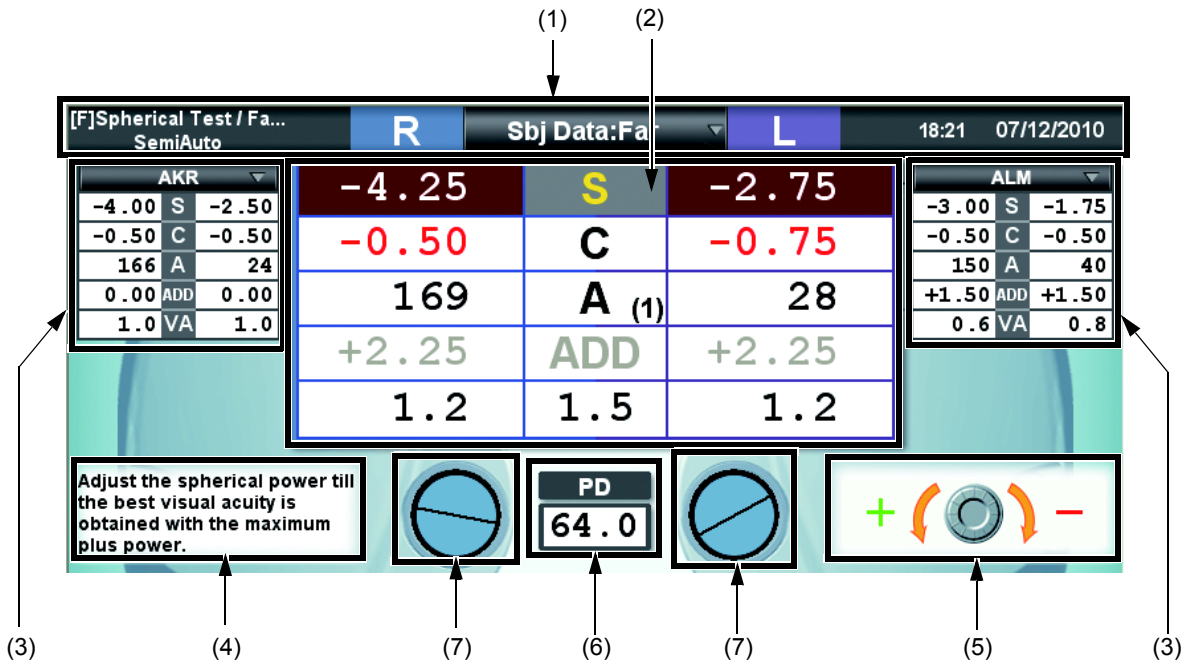 (1) (2)
[F]Spherical Test / Fa... R Sbj Data:Far L 18:21 07/12/2010
SemiAuto
AKR
-4.00 S -2.50
-0.50 C -0.50
166 A 24
0.00 ADD 0.00
1.0 VA 1.0
-4.25 S -2.75
-0.50 C -0.75
169 A (1) 28
+2.25 ADD +2.25
1.2 1.5 1.2
ALM
-3.00 S -1.75
-0.50 C -0.50
150 A 40
+1.50 ADD +1.50
0.6 VA 0.8
Adjust the spherical power till
the best visual acuity is
obtained with the maximum
plus power.
PD
64.0
+ −
(3) (4) (7) (6) (7) (5) (3)